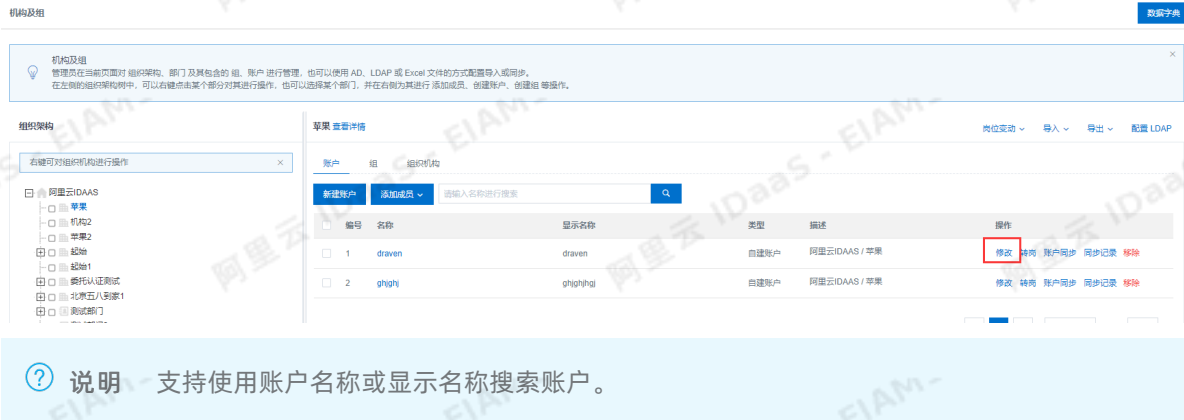 机构及组
数据字典
机构及组
管理员在当前页面对 组织架构、部门 及其包含的 组、账户 进行管理，也可以使用 AD、LDAP 或 Excel 文件的方式配置导入或同步。
在左侧的组织架构树中，可以右键点击某个部分对其进行操作，也可以选择某个部门，并在右侧为其进行 添加成员、创建账户、创建组 等操作。
组织架构
右键可对组织机构进行操作
阿里云IDAAS
苹果
机构2
苹果2
起始
起始1
委托认证测试
北京五八到家1
测试部门
苹果 查看详情
岗位变动 导入 导出 配置 LDAP
账户 组 组织机构
新建账户 添加成员 请输入名称进行搜索
编号 名称 显示名称 类型 描述 操作
1 draven draven 自建账户 阿里云IDAAS / 苹果 修改 转岗 账户同步 同步记录 移除
2 ghjghj ghjghjhgj 自建账户 阿里云IDAAS / 苹果 修改 转岗 账户同步 同步记录 移除
说明 支持使用账户名称或显示名称搜索账户。
阿里云 IDaaS - EIAM -